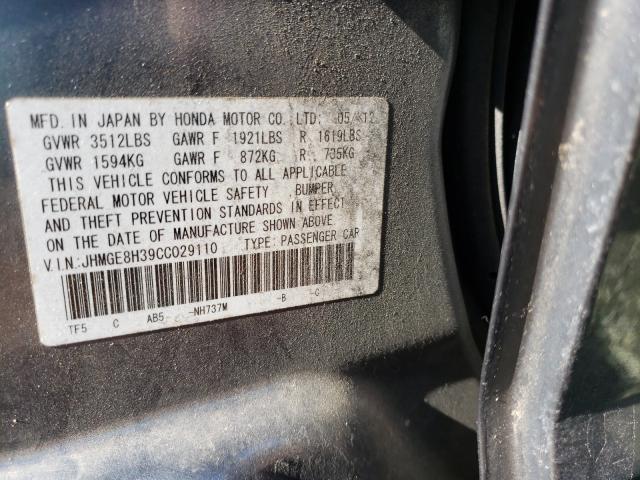 MFD. IN JAPAN BY HONDA MOTOR CO.,LTD: 05/12
GVWR 3512LBS GAWR F 1921LBS R 1619LBS
GVWR 1594KG GAWR F 872KG R 735KG
THIS VEHICLE CONFORMS TO ALL APPLICABLE
FEDERAL MOTOR VEHICLE SAFETY, BUMPER,
AND THEFT PREVENTION STANDARDS IN EFFECT
ON THE DATE OF MANUFACTURE SHOWN ABOVE
V.I.N:JHMGE8H39CC029110 TYPE: PASSENGER CAR
TF5 C AB5- -NH737M -B -C